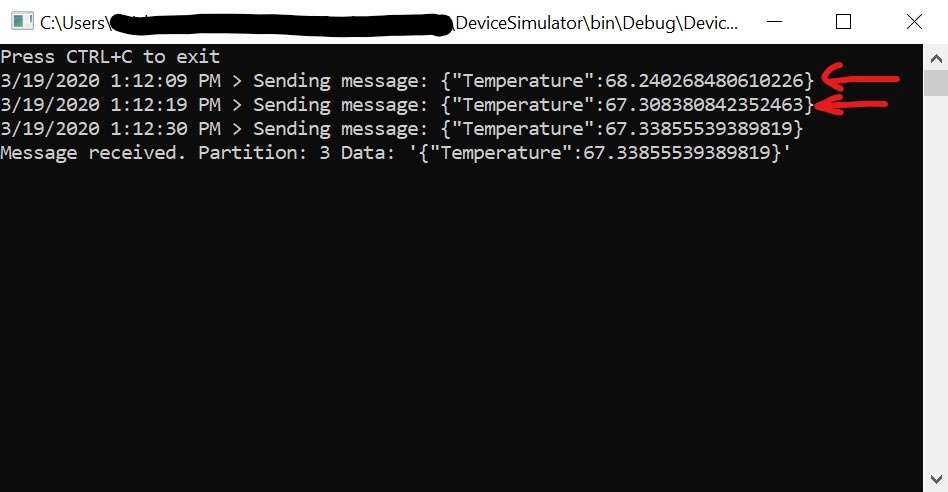 C:\Users\ \DeviceSimulator\bin\Debug\Devic...
Press CTRL+C to exit
3/19/2020 1:12:09 PM > Sending message: {"Temperature":68.240268480610226}
3/19/2020 1:12:19 PM > Sending message: {"Temperature":67.308380842352463}
3/19/2020 1:12:30 PM > Sending message: {"Temperature":67.33855539389819}
Message received. Partition: 3 Data: '{"Temperature":67.33855539389819}'